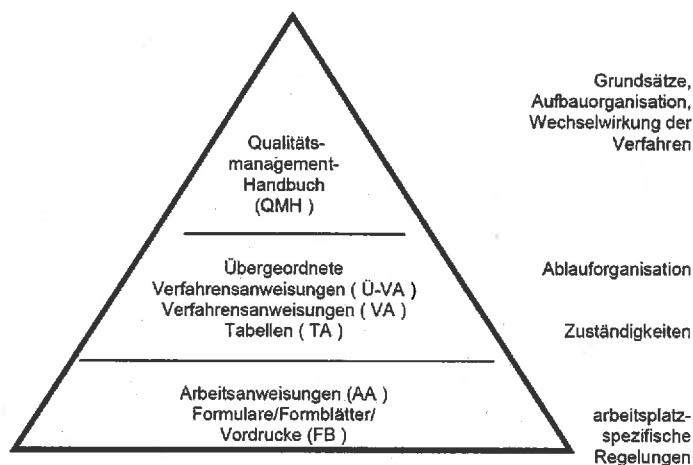 Grundsätze,
Aufbauorganisation,
Wechselwirkung der
Verfahren
Qualitäts-
management-
Handbuch
(QMH )
Übergeordnete
Verfahrensanweisungen ( Ü-VA )
Verfahrensanweisungen ( VA )
Tabellen ( TA )
Ablauforganisation
Zuständigkeiten
Arbeitsanweisungen (AA )
Formulare/Formblätter/
Vordrucke (FB )
arbeitsplatz-
spezifische
Regelungen